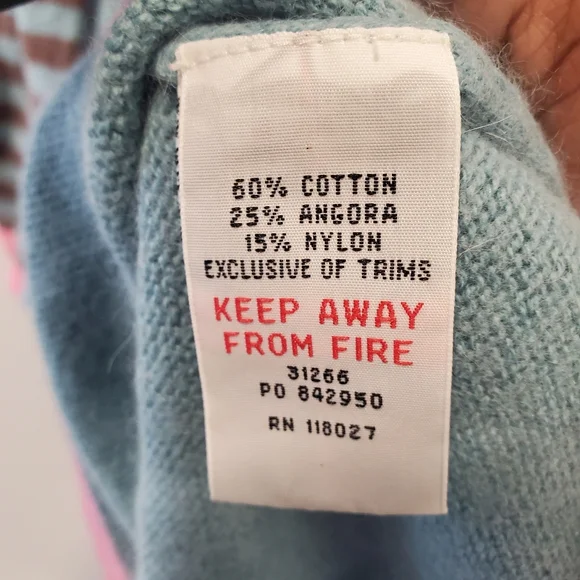 60% COTTON
25% ANGORA
15% NYLON
EXCLUSIVE OF TRIMS
KEEP AWAY
FROM FIRE
31266
PO 842950
RN 118027